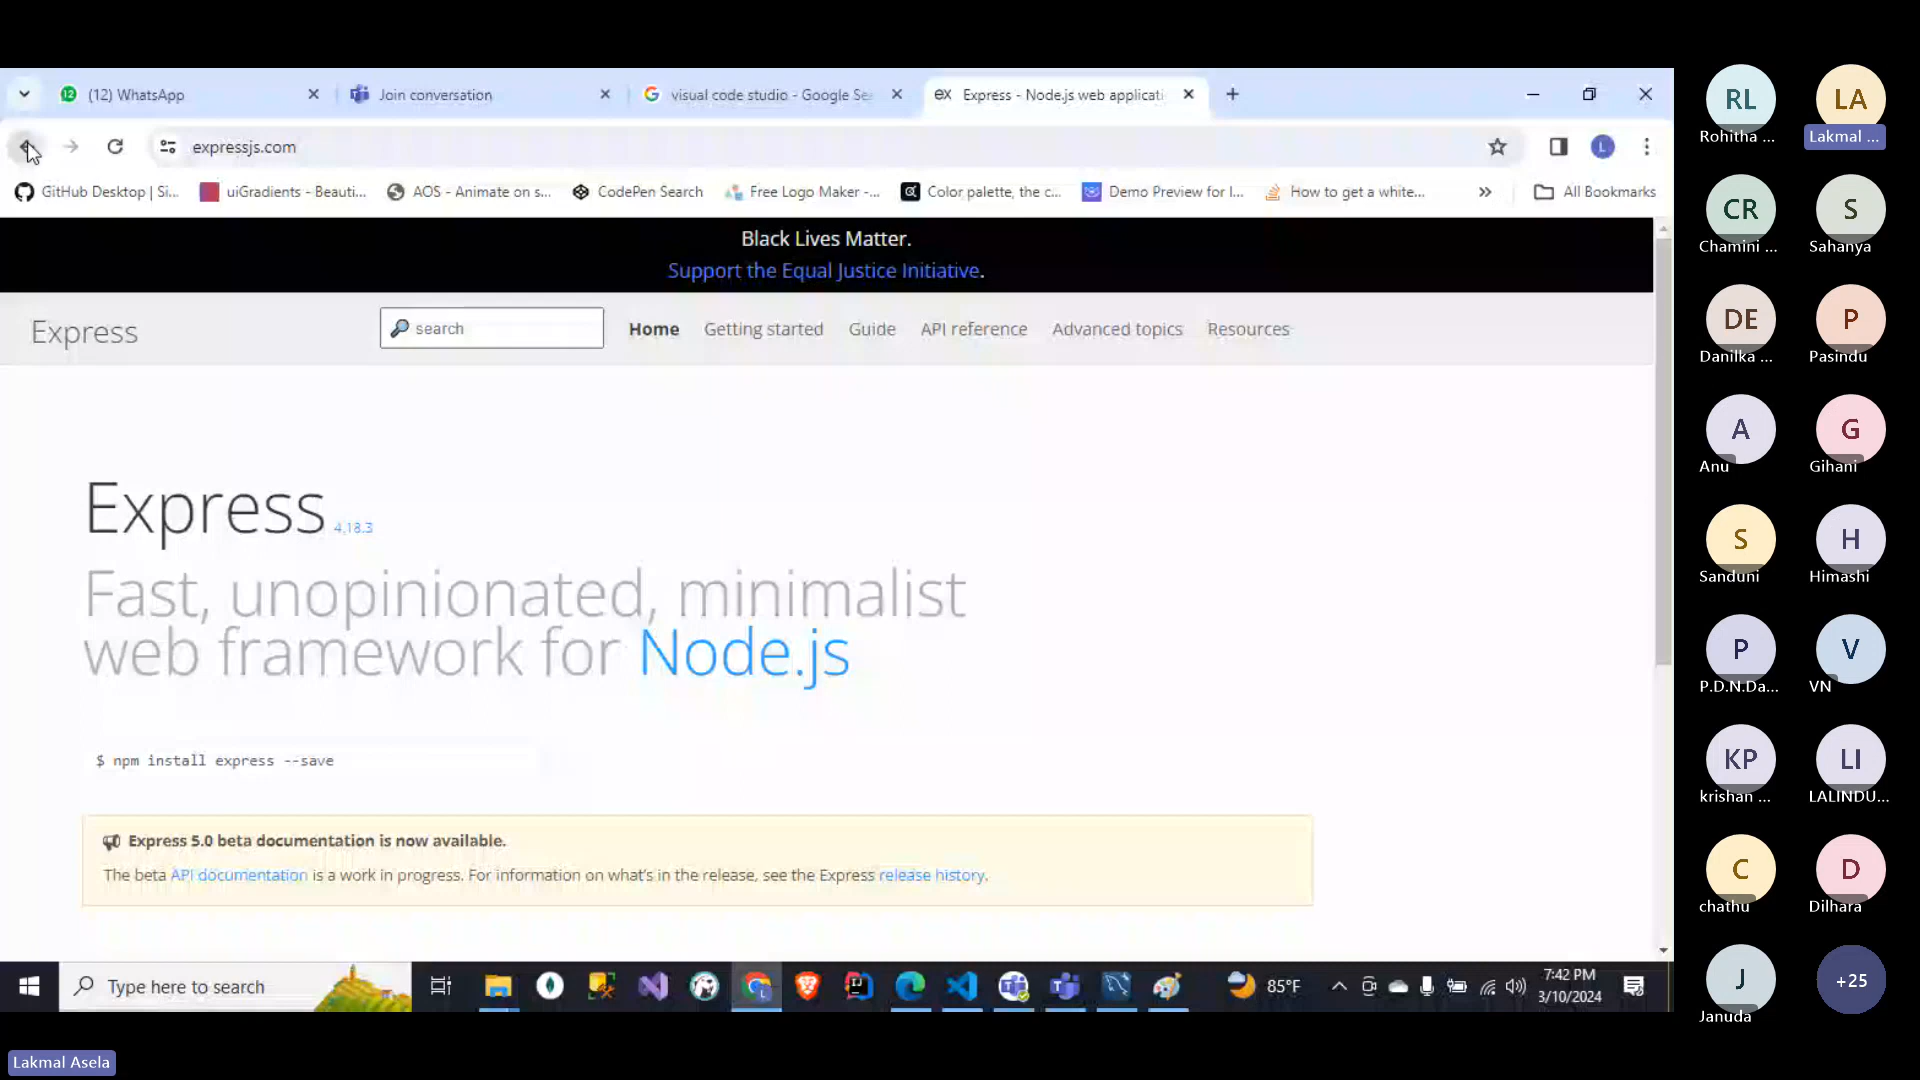 (12) WhatsApp
Join conversation
visual code studio - Google Se
ex Express - Node.js web applicati
expressjs.com
L
GitHub Desktop | Si...
uiGradients - Beauti...
AOS - Animate on s...
CodePen Search
Free Logo Maker -...
Color palette, the c...
Demo Preview for I...
How to get a white...
All Bookmarks
Black Lives Matter.
Support the Equal Justice Initiative.
Express
search
Home
Getting started
Guide
API reference
Advanced topics
Resources
Express 4.18.3
Fast, unopinionated, minimalist
web framework for Node.js
$ npm install express --save
Express 5.0 beta documentation is now available.
The beta API documentation is a work in progress. For information on what's in the release, see the Express release history.
Type here to search
85°F
7:42 PM
3/10/2024
Lakmal Asela
RL
Rohitha ...
LA
Lakmal ...
CR
Chamini ...
S
Sahanya
DE
Danilka ...
P
Pasindu
A
Anu
G
Gihani
S
Sanduni
H
Himashi
P
P.D.N.Da...
V
VN
KP
krishan ...
LI
LALINDU...
C
chathu
D
Dilhara
J
Januda
+25